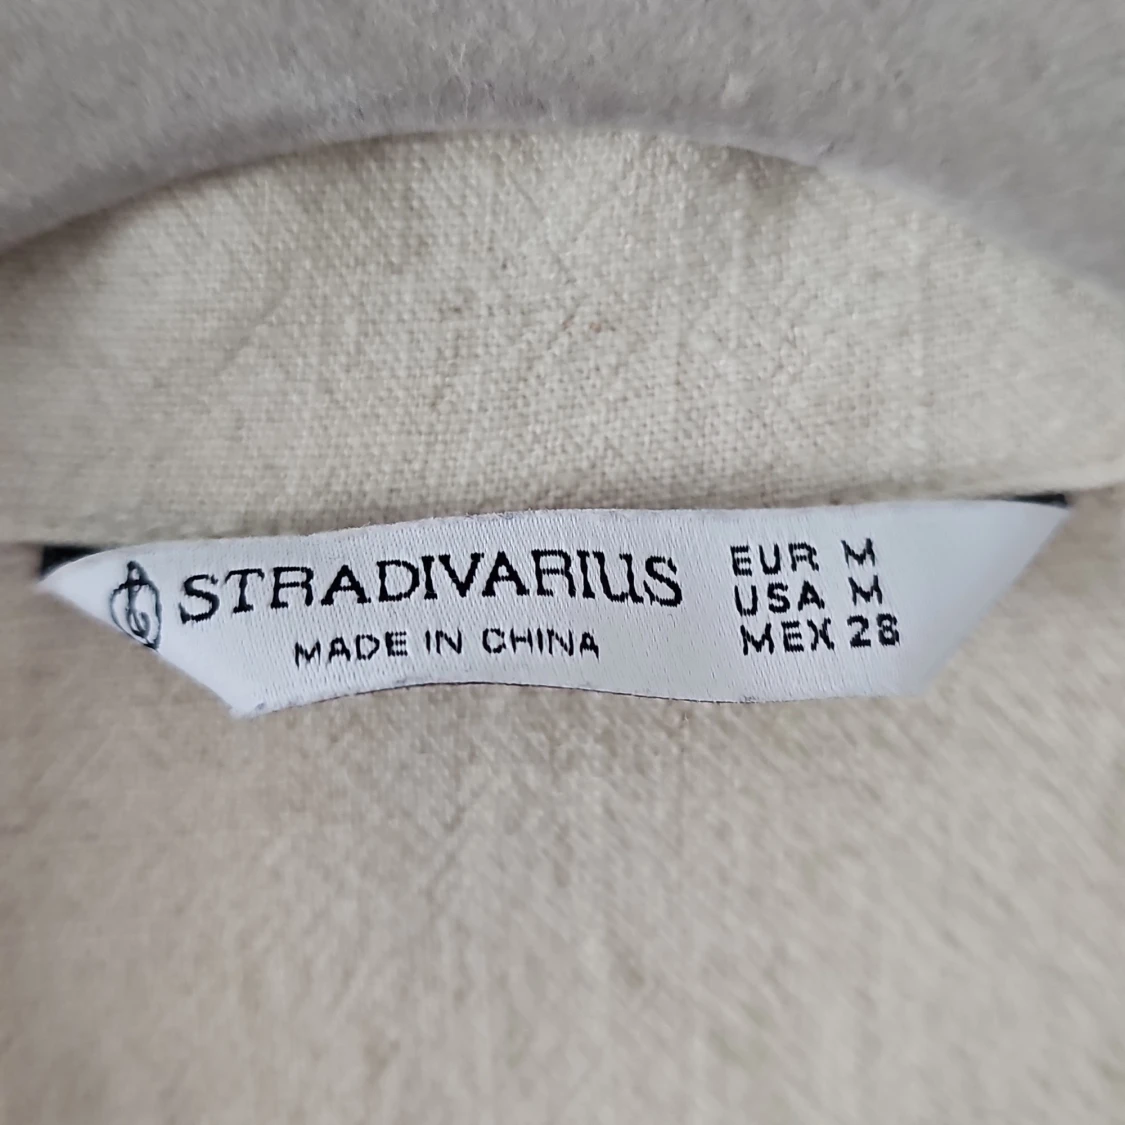 STRADIVARIUS
MADE IN CHINA
EUR M
USA M
MEX 28